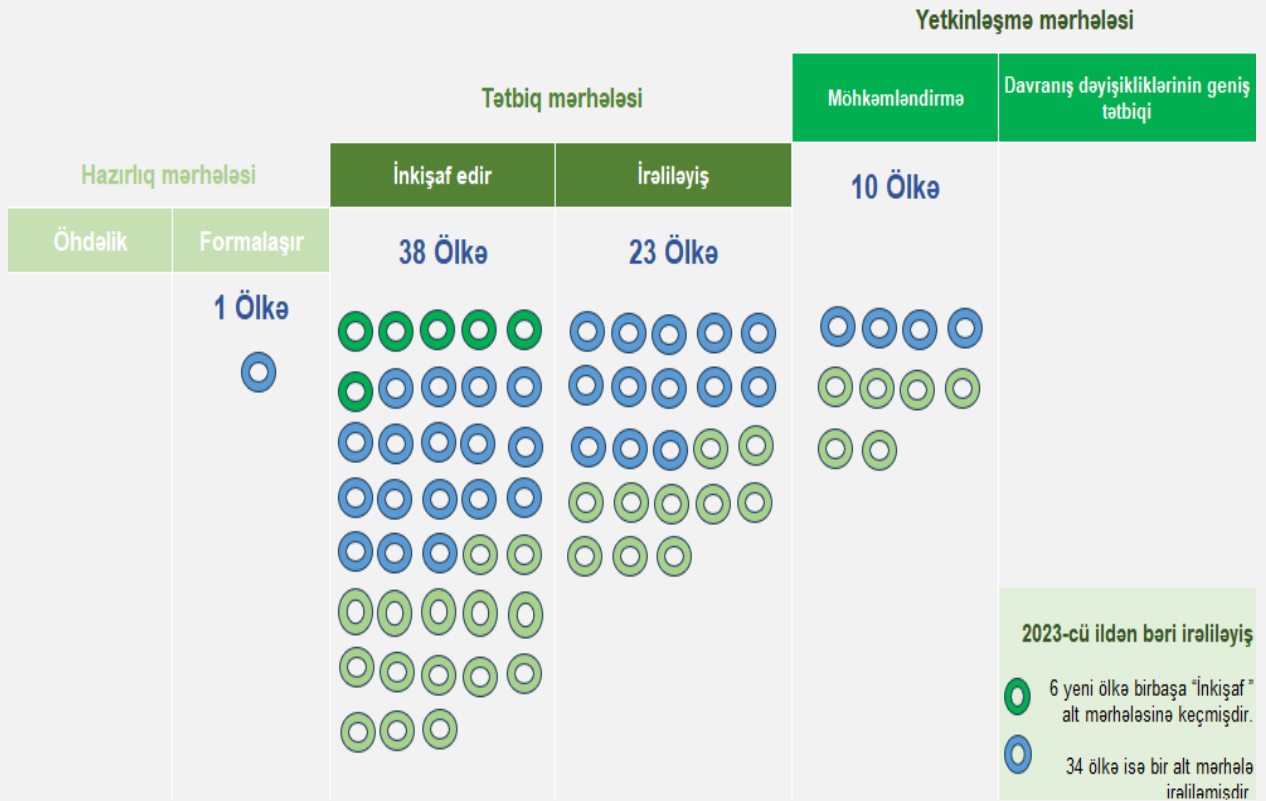 Yetkinləşmə mərhələsi
Möhkəmləndirmə
Davranış dəyişikliklərinin geniş
tətbiqi
Tətbiq mərhələsi
İnkişaf edir
İrəliləyiş
10 Ölkə
Hazırlıq mərhələsi
Öhdəlik
Formalaşır
38 Ölkə
23 Ölkə
1 Ölkə
2023-cü ildən bəri irəliləyiş
6 yeni ölkə birbaşa “İnkişaf ”
alt mərhələsinə keçmişdir.
34 ölkə isə bir alt mərhələ
irəliləmişdir.